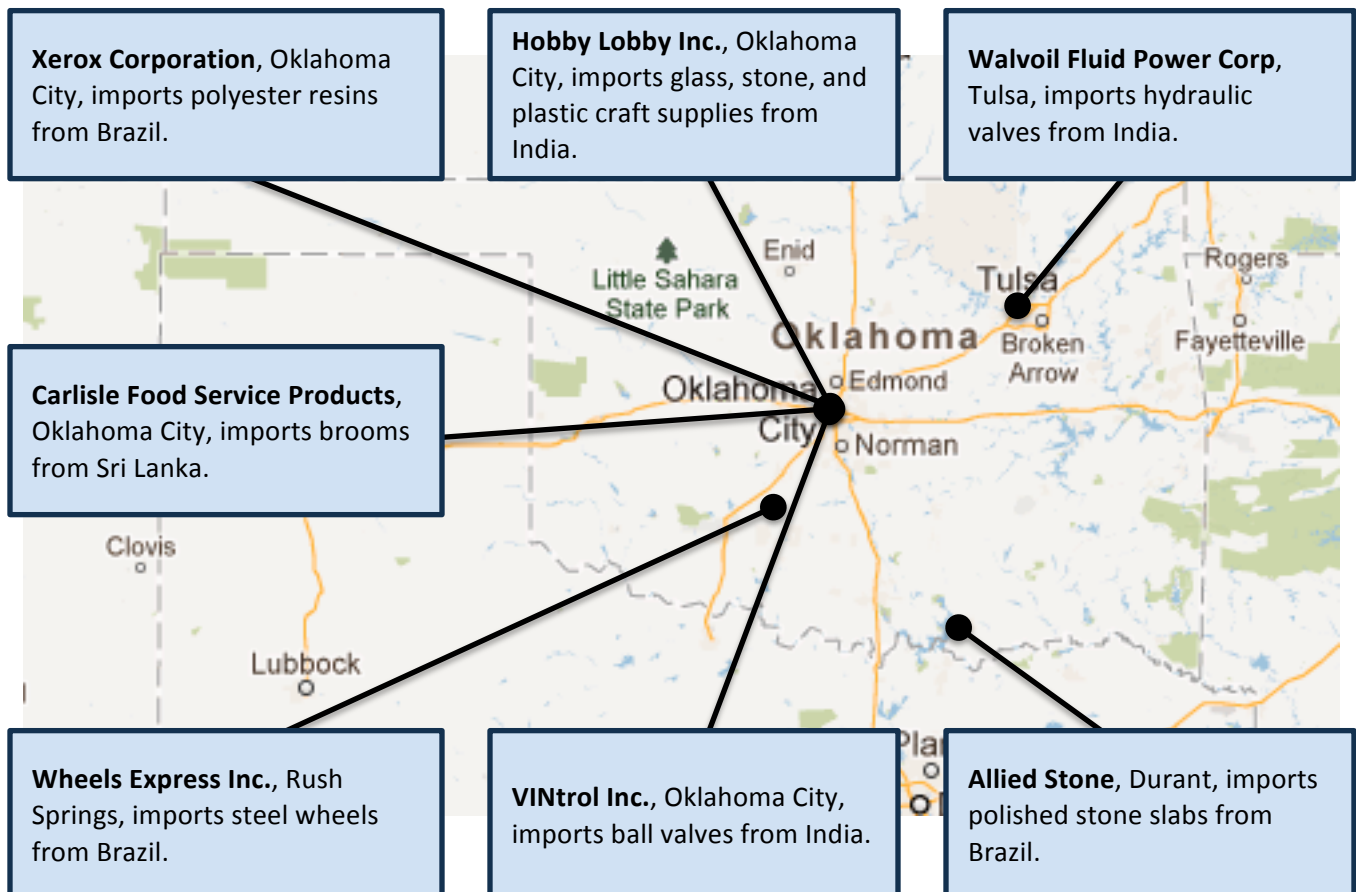 Xerox Corporation, Oklahoma
City, imports polyester resins
from Brazil.
Hobby Lobby Inc., Oklahoma
City, imports glass, stone, and
plastic craft supplies from
India.
Walvoil Fluid Power Corp,
Tulsa, imports hydraulic
valves from India.
Enid
Little Sahara
State Park
Tulsa
Rogers
Oklahoma
Broken
Arrow
Fayetteville
Carlisle Food Service Products,
Oklahoma City, imports brooms
from Sri Lanka.
Oklahoma
City
Edmond
Norman
Clovis
Lubbock
Wheels Express Inc., Rush
Springs, imports steel wheels
from Brazil.
VINtrol Inc., Oklahoma City,
imports ball valves from India.
Allied Stone, Durant, imports
polished stone slabs from
Brazil.